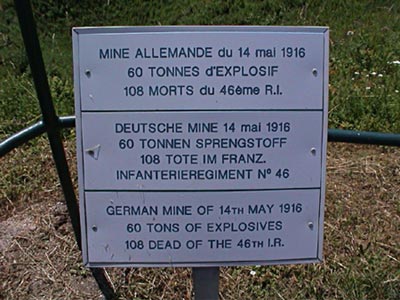 MINE ALLEMANDE du 14 mai 1916
60 TONNES d'EXPLOSIF
108 MORTS du 46ème R.I.
DEUTSCHE MINE 14 mai 1916
60 TONNEN SPRENGSTOFF
108 TOTE IM FRANZ.
INFANTERIEREGIMENT Nº 46
GERMAN MINE OF 14TH MAY 1916
60 TONS OF EXPLOSIVES
108 DEAD OF THE 46TH I.R.